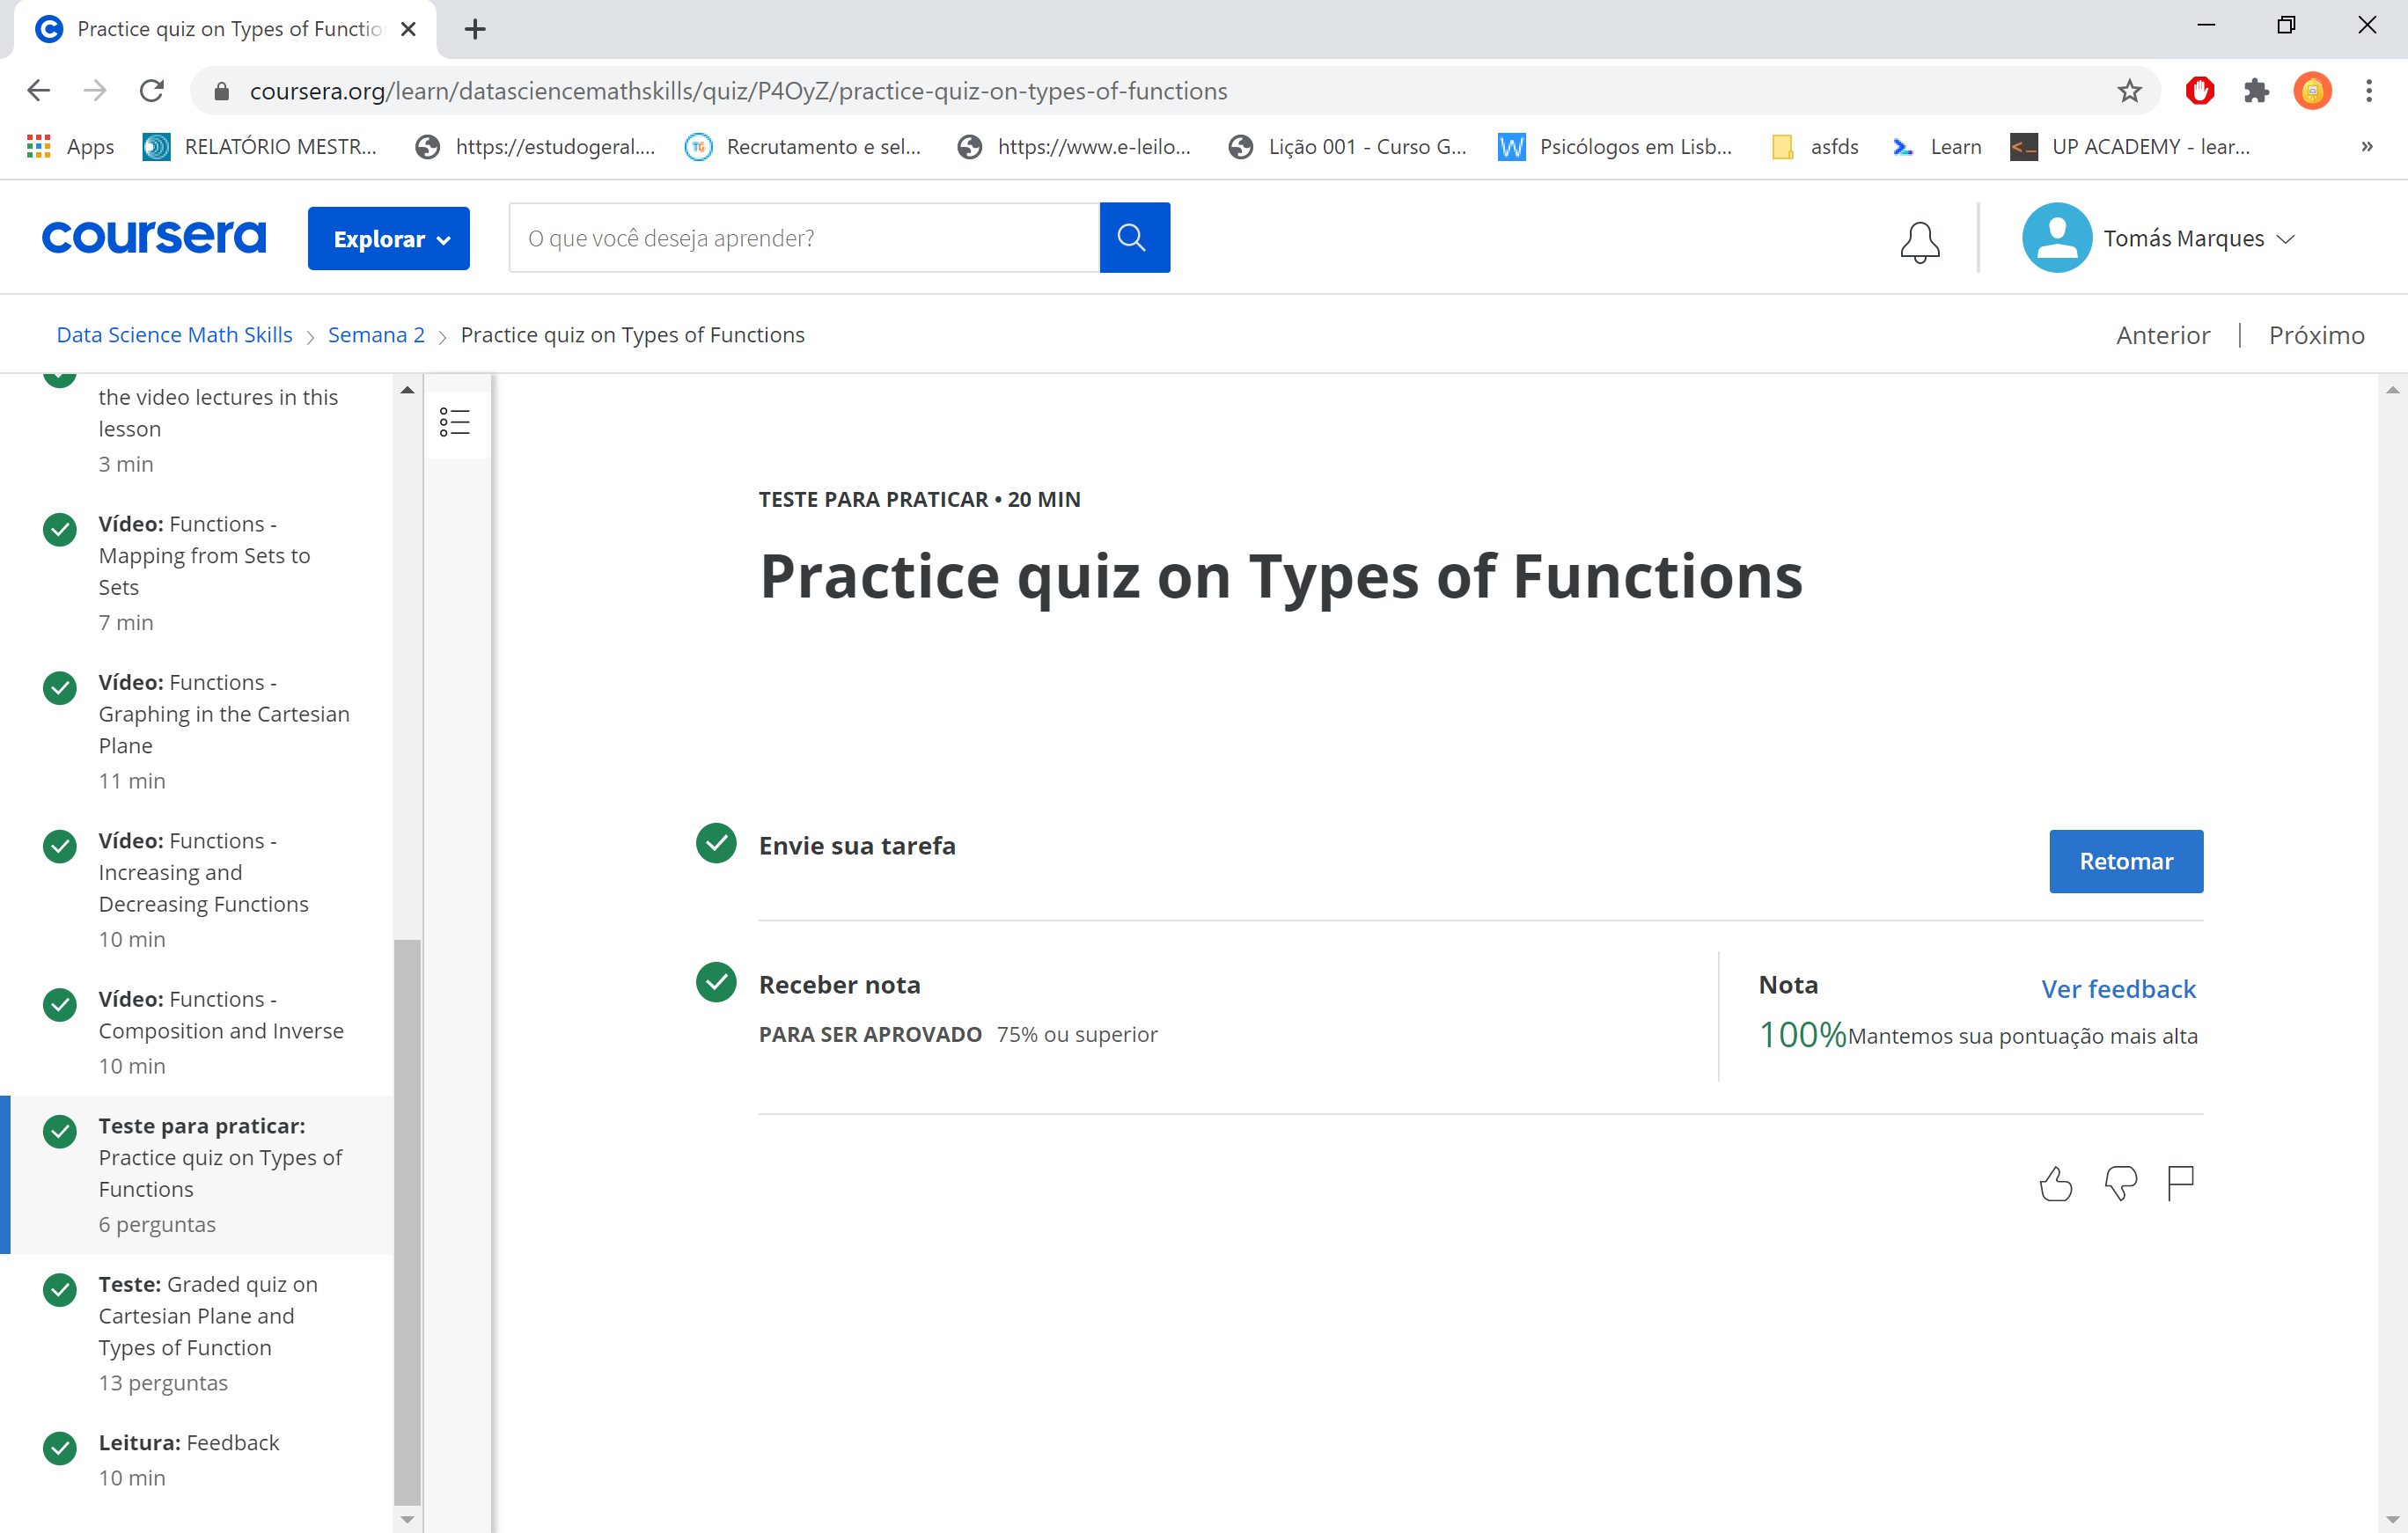 Practice quiz on Types of Functio
coursera.org/learn/datasciencemathskills/quiz/P4OyZ/practice-quiz-on-types-of-functions
Apps RELATÓRIO MESTR... https://estudogeral.... Recrutamento e sel... https://www.e-leilo... Lição 001 - Curso G... Psicólogos em Lisb... asfds Learn UP ACADEMY - lear... »
coursera Explorar O que você deseja aprender? Tomás Marques
Data Science Math Skills > Semana 2 > Practice quiz on Types of Functions Anterior | Próximo
the video lectures in this
lesson
3 min
Vídeo: Functions -
Mapping from Sets to
Sets
7 min
Vídeo: Functions -
Graphing in the Cartesian
Plane
11 min
Vídeo: Functions -
Increasing and
Decreasing Functions
10 min
Vídeo: Functions -
Composition and Inverse
10 min
Teste para praticar:
Practice quiz on Types of
Functions
6 perguntas
Teste: Graded quiz on
Cartesian Plane and
Types of Function
13 perguntas
Leitura: Feedback
10 min
TESTE PARA PRATICAR • 20 MIN
Practice quiz on Types of Functions
Envie sua tarefa
Retomar
Receber nota
PARA SER APROVADO 75% ou superior
Nota Ver feedback
100% Mantemos sua pontuação mais alta